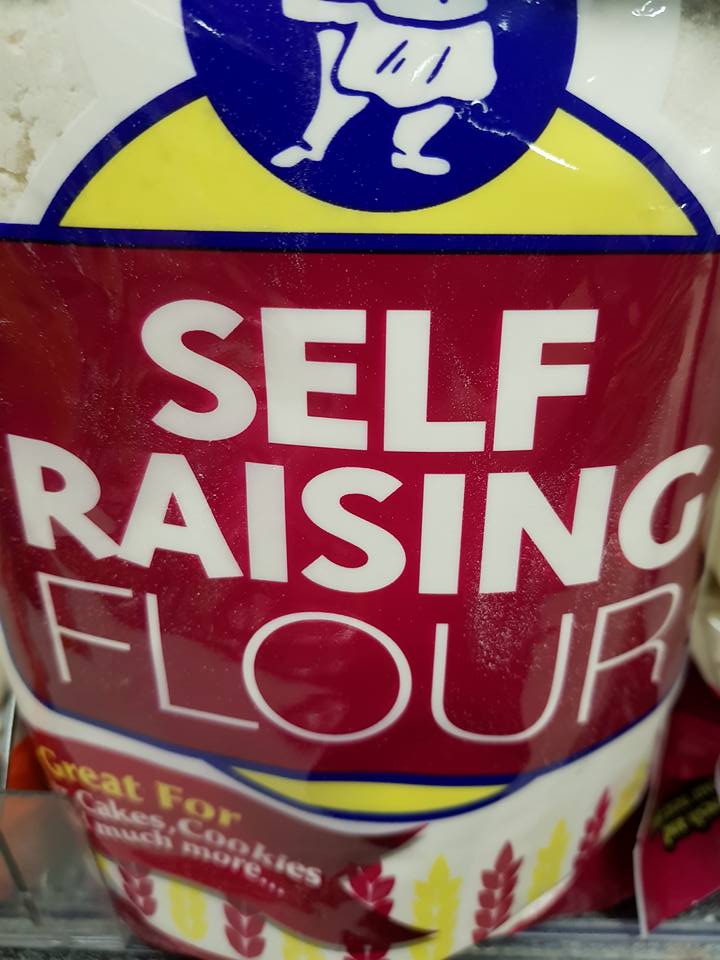 SELF
RAISING
FLOUR
Great For
Cakes, Cookies
much more...